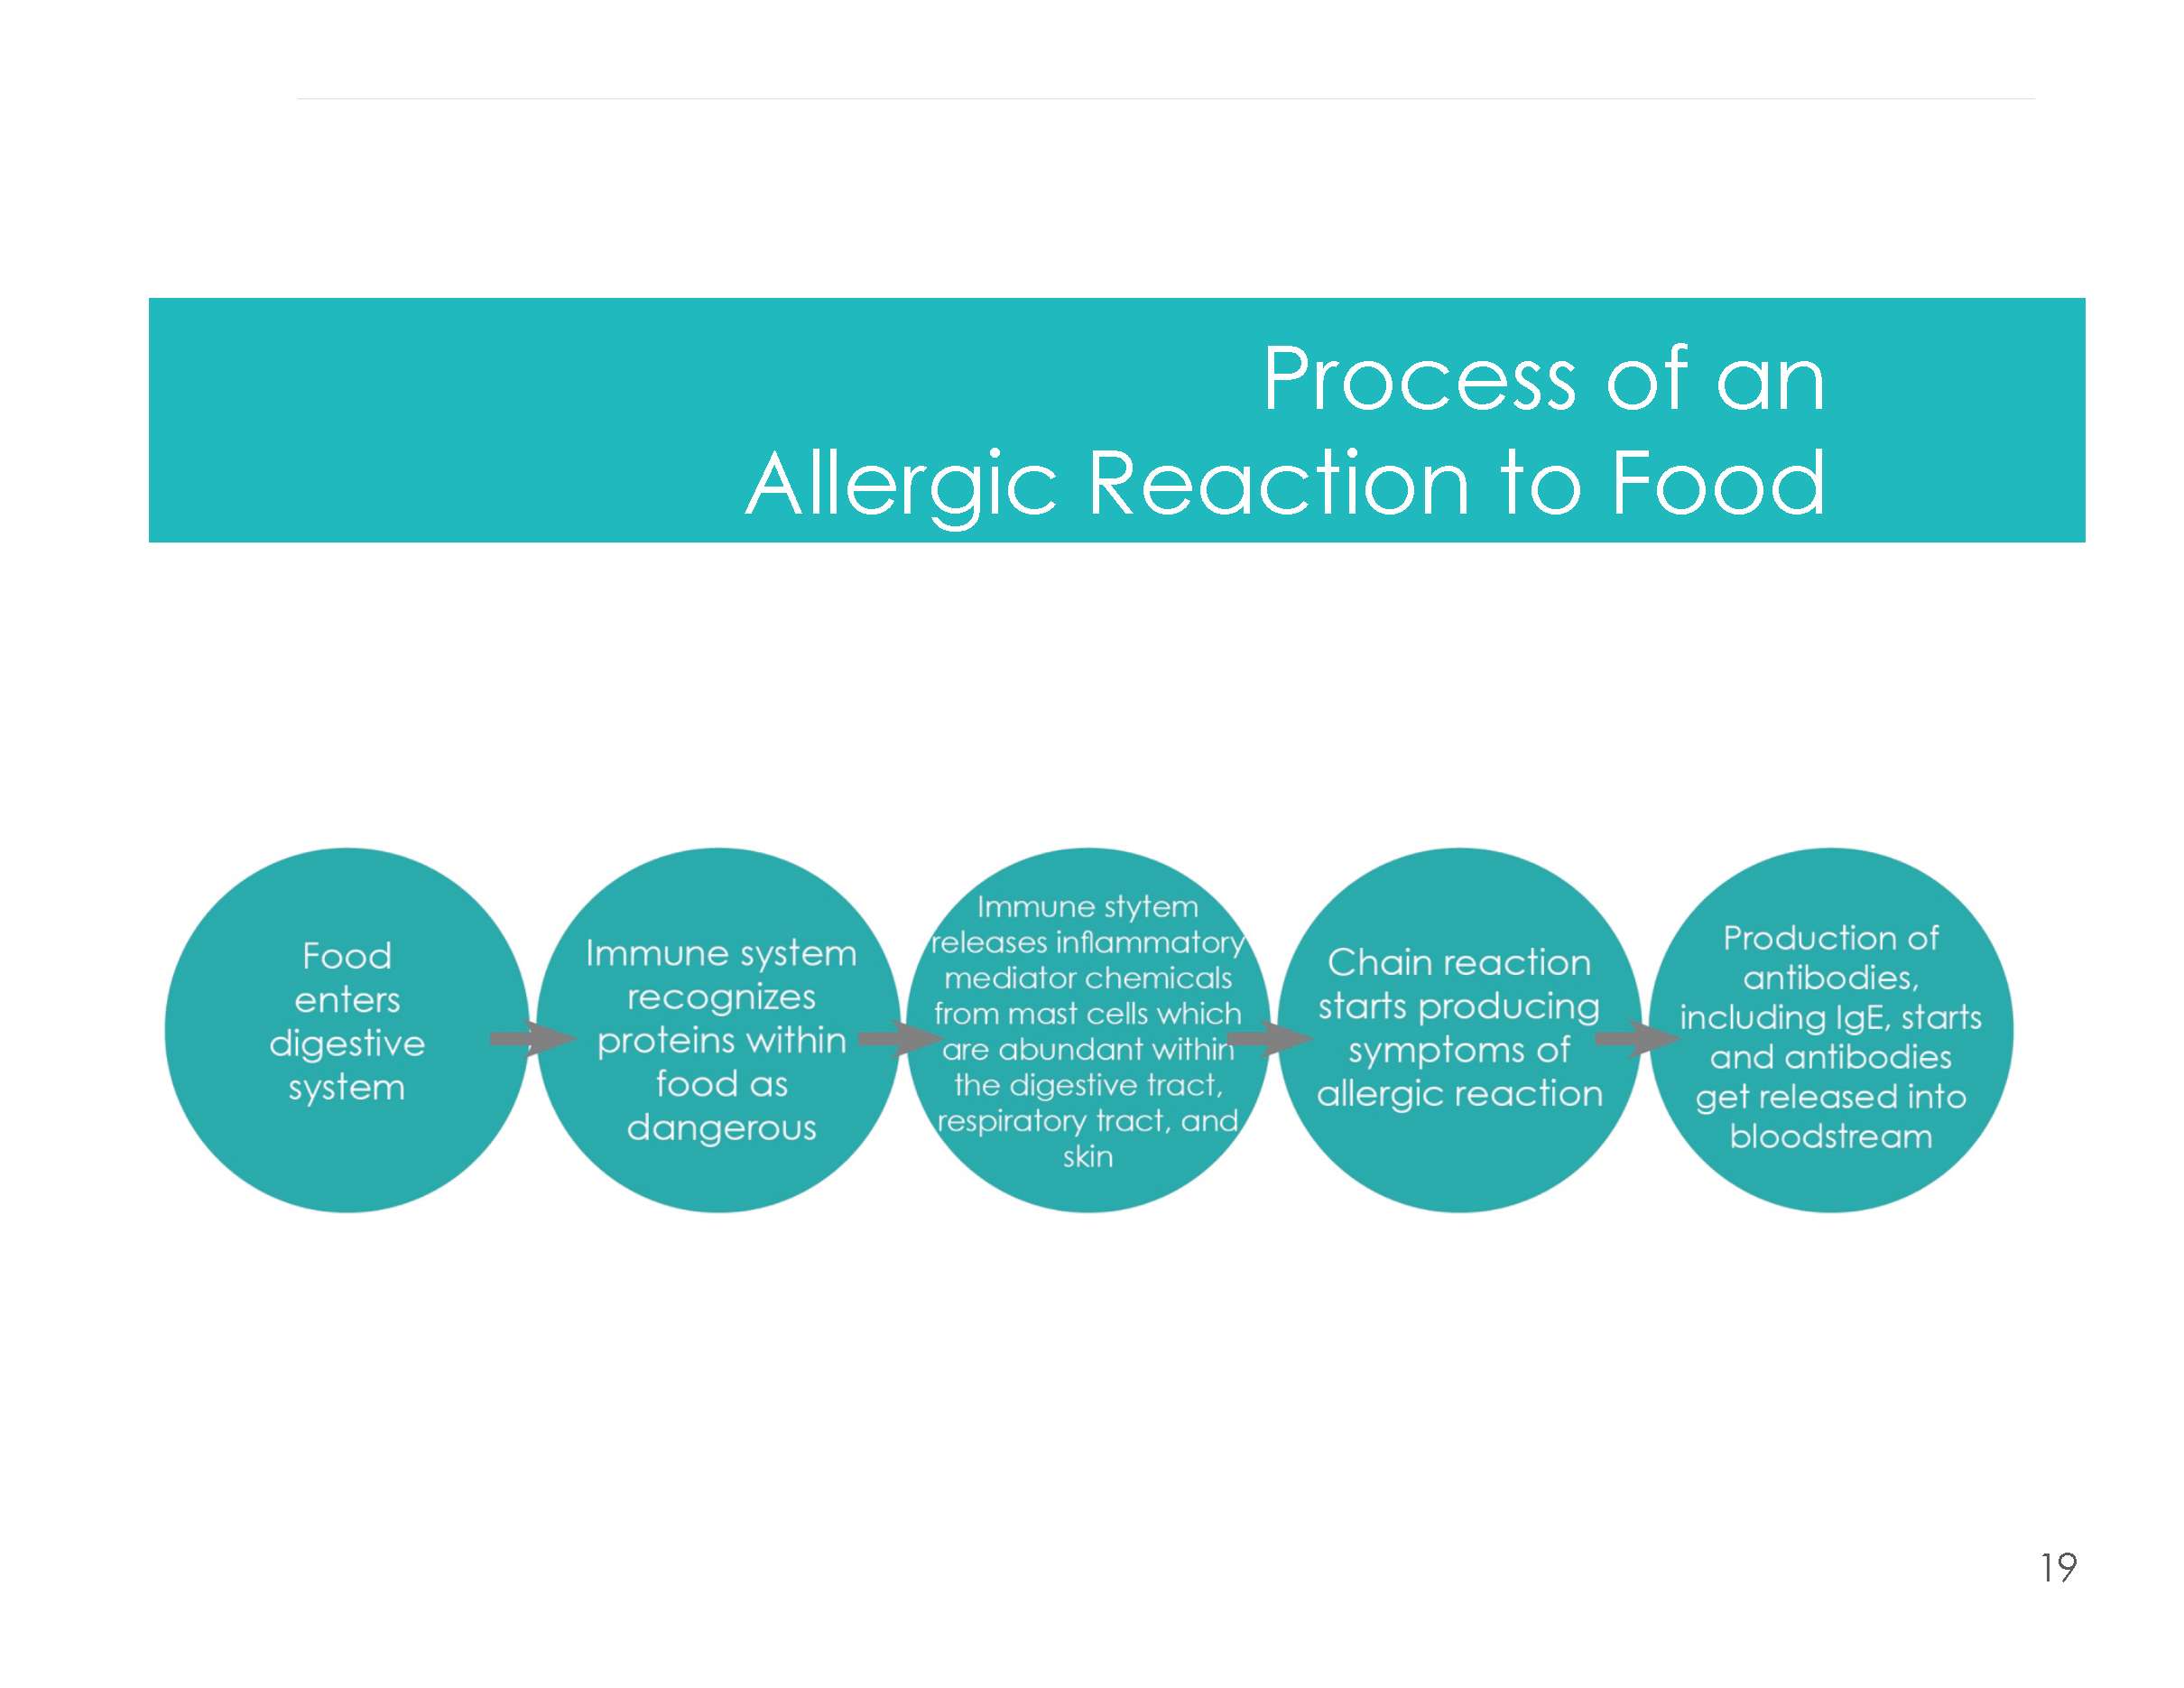 Process of an
Allergic Reaction to Food
Food
enters
digestive
system
Immune system
recognizes
proteins within
food as
dangerous
Immune stytem
releases inflammatory
mediator chemicals
from mast cells which
are abundant within
the digestive tract,
respiratory tract, and
skin
Chain reaction
starts producing
symptoms of
allergic reaction
Production of
antibodies,
including IgE, starts
and antibodies
get released into
bloodstream
19